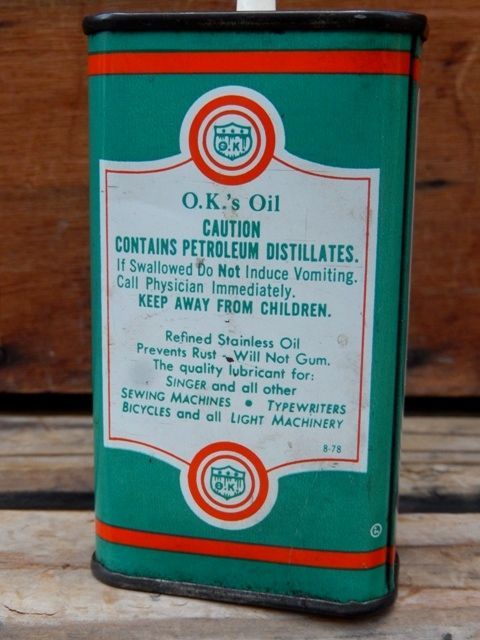 O.K.
O.K.'s Oil
CAUTION
CONTAINS PETROLEUM DISTILLATES.
If Swallowed Do Not Induce Vomiting.
Call Physician Immediately.
KEEP AWAY FROM CHILDREN.
Refined Stainless Oil
Prevents Rust - Will Not Gum.
The quality lubricant for:
SINGER and all other
SEWING MACHINES • TYPEWRITERS
BICYCLES and all LIGHT MACHINERY
8-78
O.K.